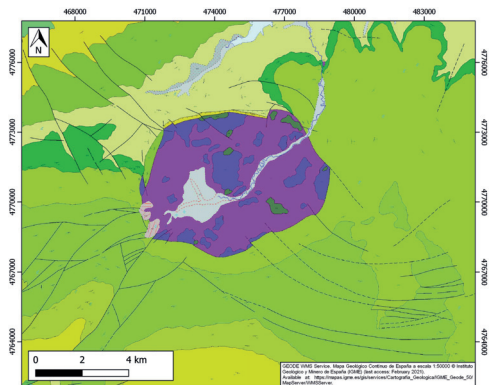 468000 471000 474000 477000 480000 483000
N
4776000 4776000
4773000 4773000
4770000 4770000
4767000 4767000
4764000 4764000
0 2 4 km
GEODE WMS Service. Mapa Geológico Continuo de España a escala 1:50000 © Instituto
Geológico y Minero de España (IGME) (last access: February 2021).
Available at: https://mapas.igme.es/gis/services/Cartografia_Geologica/IGME_Geode_50/
MapServer/WMSServer.